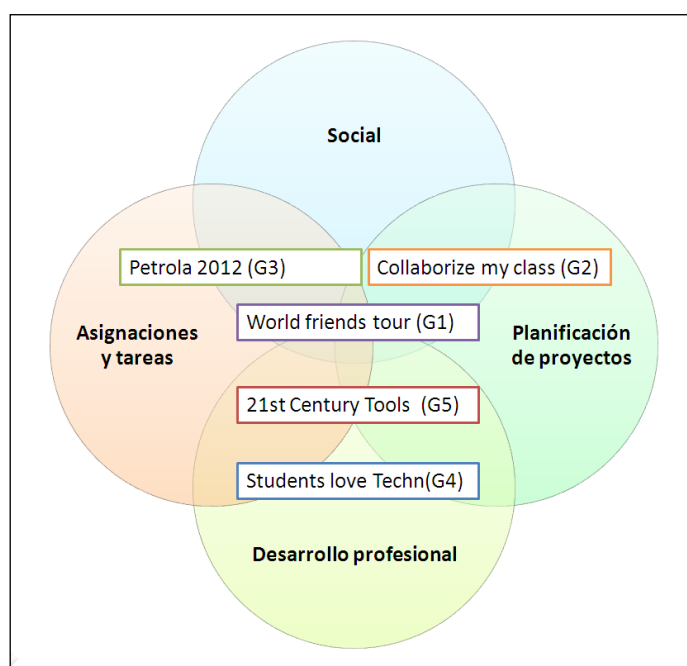 Social
Petrola 2012 (G3)
Collaborize my class (G2)
World friends tour (G1)
Asignaciones
y tareas
Planificación
de proyectos
21st Century Tools (G5)
Students love Techn(G4)
Desarrollo profesional